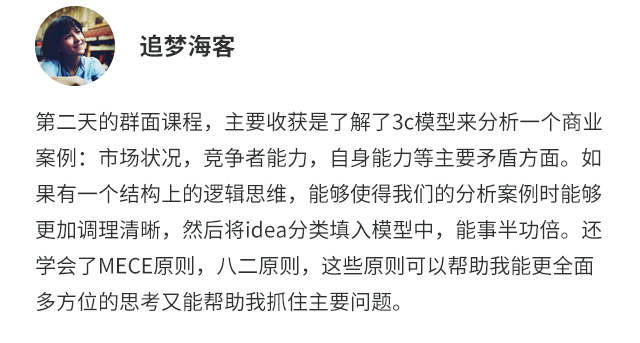 追梦海客
第二天的群面课程，主要收获是了解了3c模型来分析一个商业
案例：市场状况，竞争者能力，自身能力等主要矛盾方面。如
果有一个结构上的逻辑思维，能够使得我们的分析案例时能够
更加调理清晰，然后将idea分类填入模型中，能事半功倍。还
学会了MECE原则，八二原则，这些原则可以帮助我能更全面
多方位的思考又能帮助我抓住主要问题。